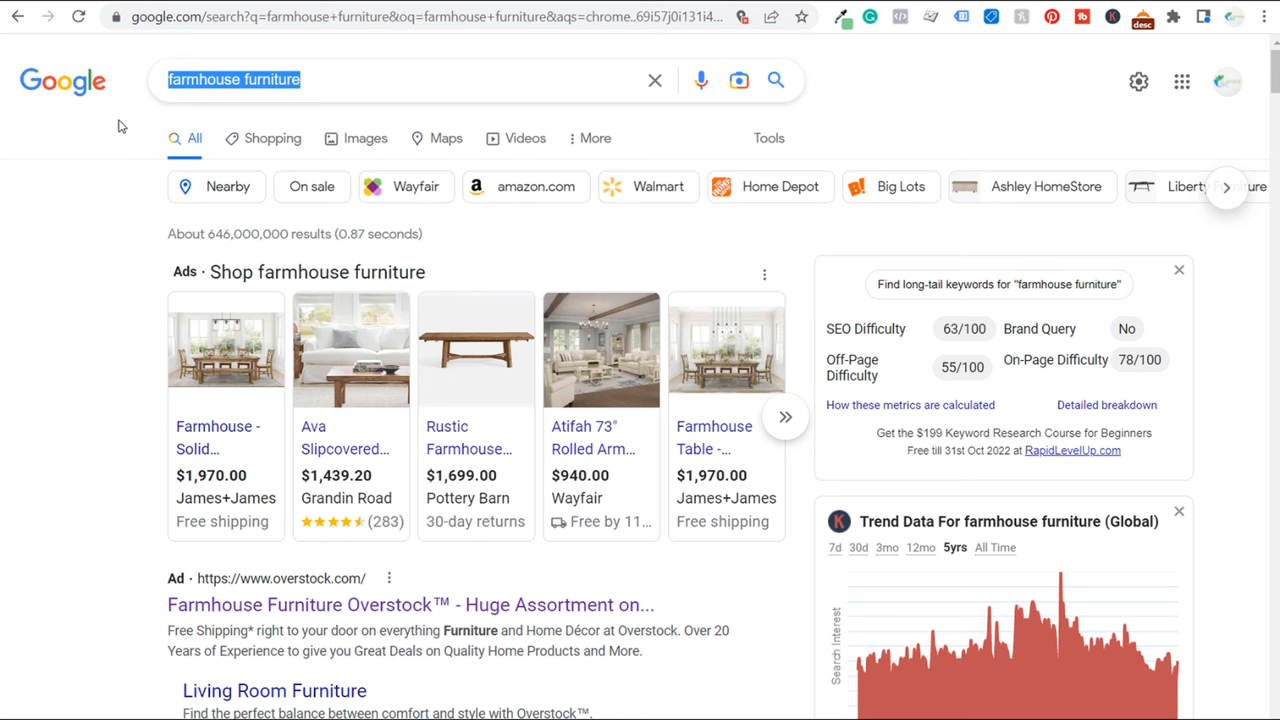 google.com/search?q=farmhouse+furniture&oq=farmhouse+furniture&aqs=chrome..69i57j0i131i4...
desc
Google
farmhouse furniture
All
Shopping
Images
Maps
Videos
More
Tools
Nearby
On sale
Wayfair
amazon.com
Walmart
Home Depot
Big Lots
Ashley HomeStore
About 646,000,000 results (0.87 seconds)
Ads · Shop farmhouse furniture
Farmhouse -
Solid...
$1,970.00
James+James
Free shipping
Ava
Slipcovered...
$1,439.20
Grandin Road
(283)
Rustic
Farmhouse...
$1,699.00
Pottery Barn
30-day returns
Atifah 73"
Rolled Arm...
$940.00
Wayfair
Free by 11...
Farmhouse
Table -...
$1,970.00
James+James
Free shipping
Ad · https://www.overstock.com/
Farmhouse Furniture Overstock™ - Huge Assortment on...
Free Shipping* right to your door on everything Furniture and Home Décor at Overstock. Over 20
Years of Experience to give you Great Deals on Quality Home Products and More.
Living Room Furniture
Find the perfect balance between comfort and style with Overstock™.
Find long-tail keywords for "farmhouse furniture"
SEO Difficulty 63/100 Brand Query No
Off-Page
Difficulty 55/100 On-Page Difficulty 78/100
How these metrics are calculated
Detailed breakdown
Get the $199 Keyword Research Course for Beginners
Free till 31st Oct 2022 at RapidLevelUp.com
K Trend Data For farmhouse furniture (Global)
7d 30d 3mo 12mo 5yrs All Time
Search Interest